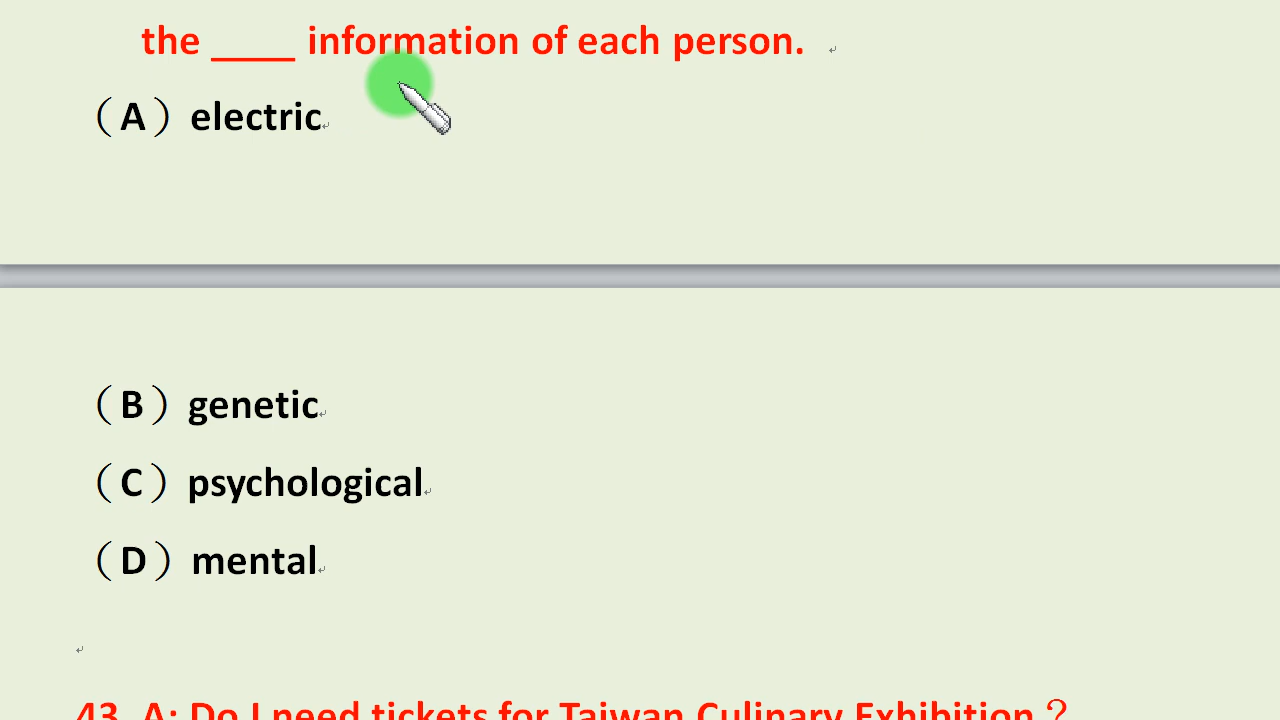 the ____ information of each person.
（A）electric
（B）genetic
（C）psychological
（D）mental
43. A: Do I need tickets for Taiwan Culinary Exhibition？